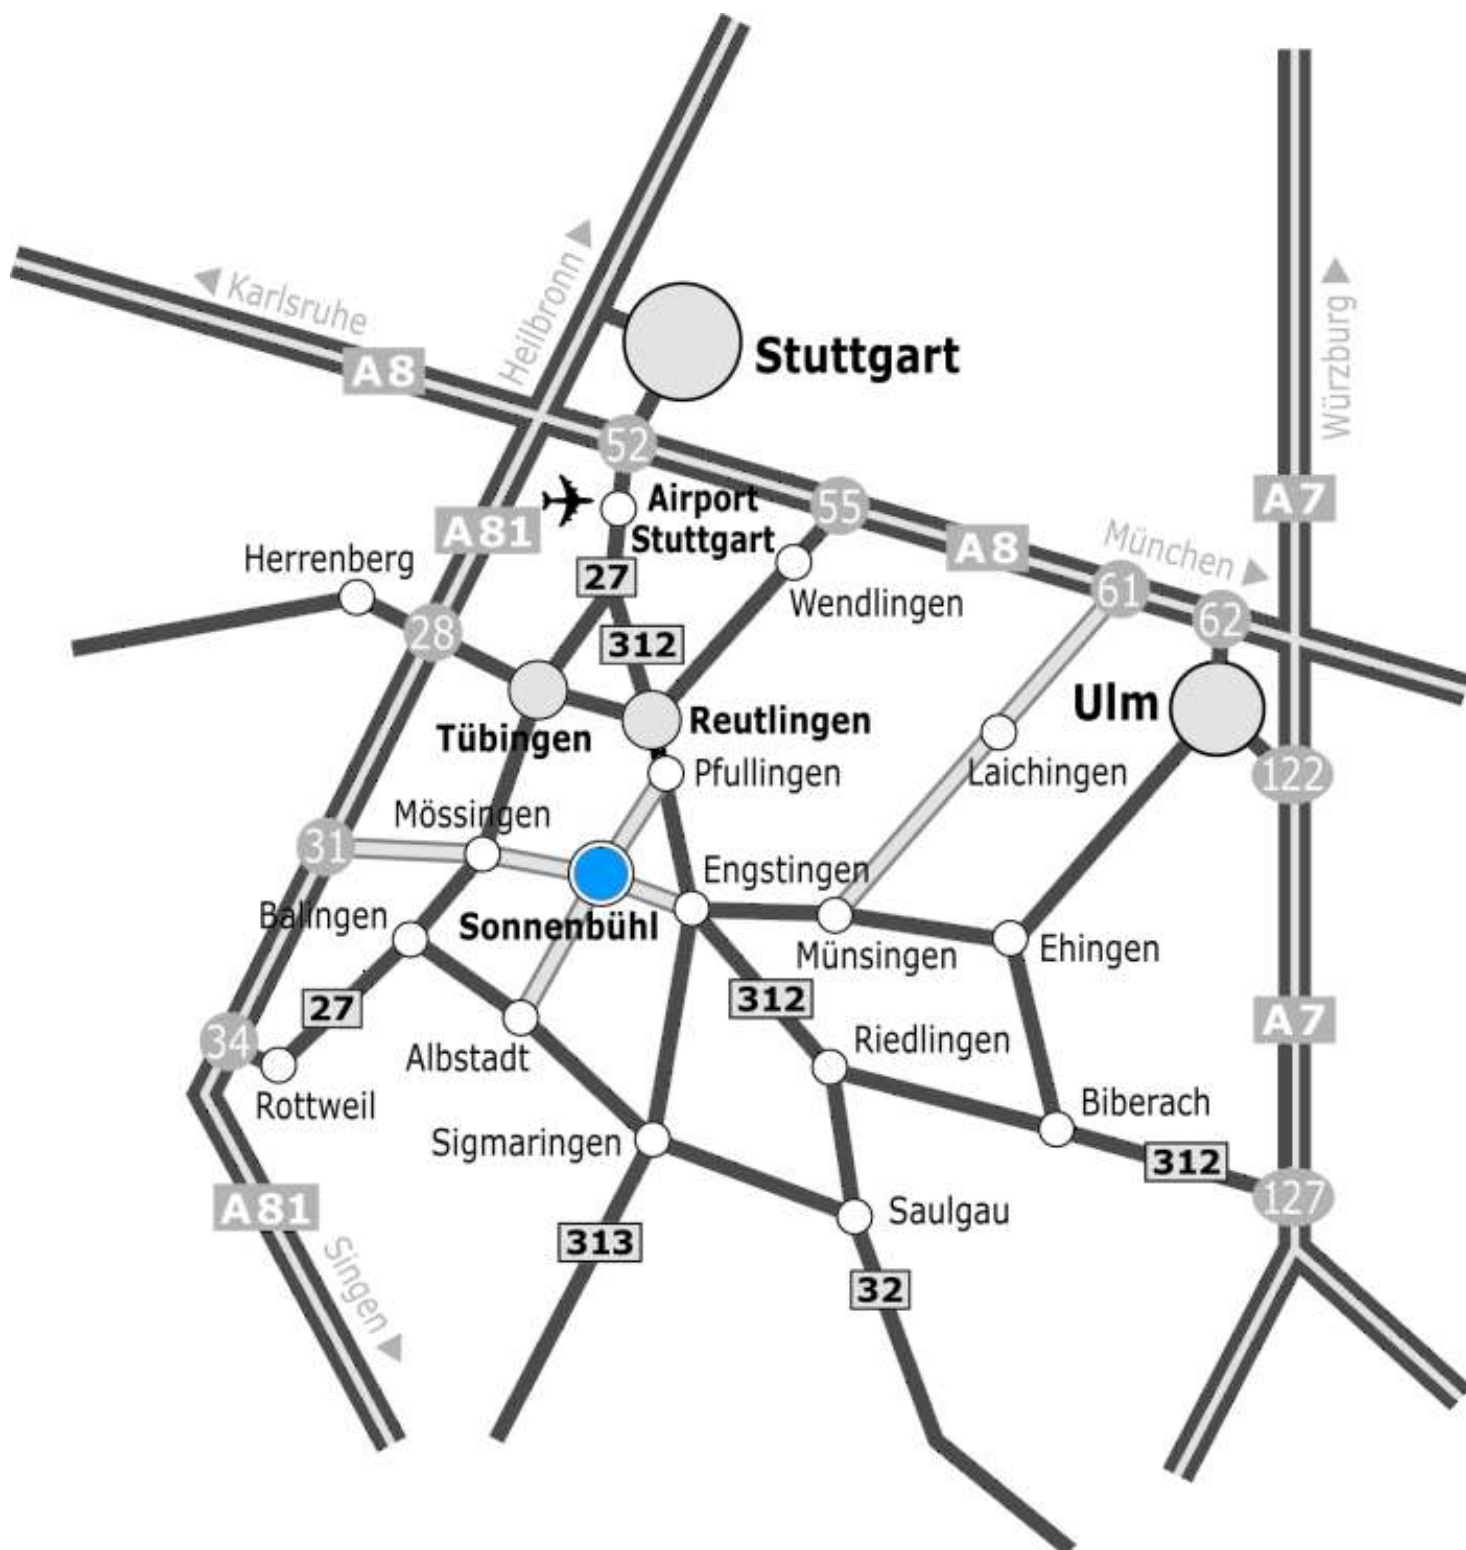 Karlsruhe
Heilbronn
Stuttgart
Würzburg
A8
52
A7
Airport
Stuttgart
55
A81
A8
München
Herrenberg
27
Wendlingen
61
62
28
312
Ulm
Tübingen
Reutlingen
Laichingen
Pfullingen
122
Mössingen
31
Engstingen
Balingen
Sonnenbühl
Münsingen
Ehingen
27
312
A7
34
Albstadt
Riedlingen
Rottweil
Biberach
Sigmaringen
312
127
A81
Saulgau
Singen
313
32